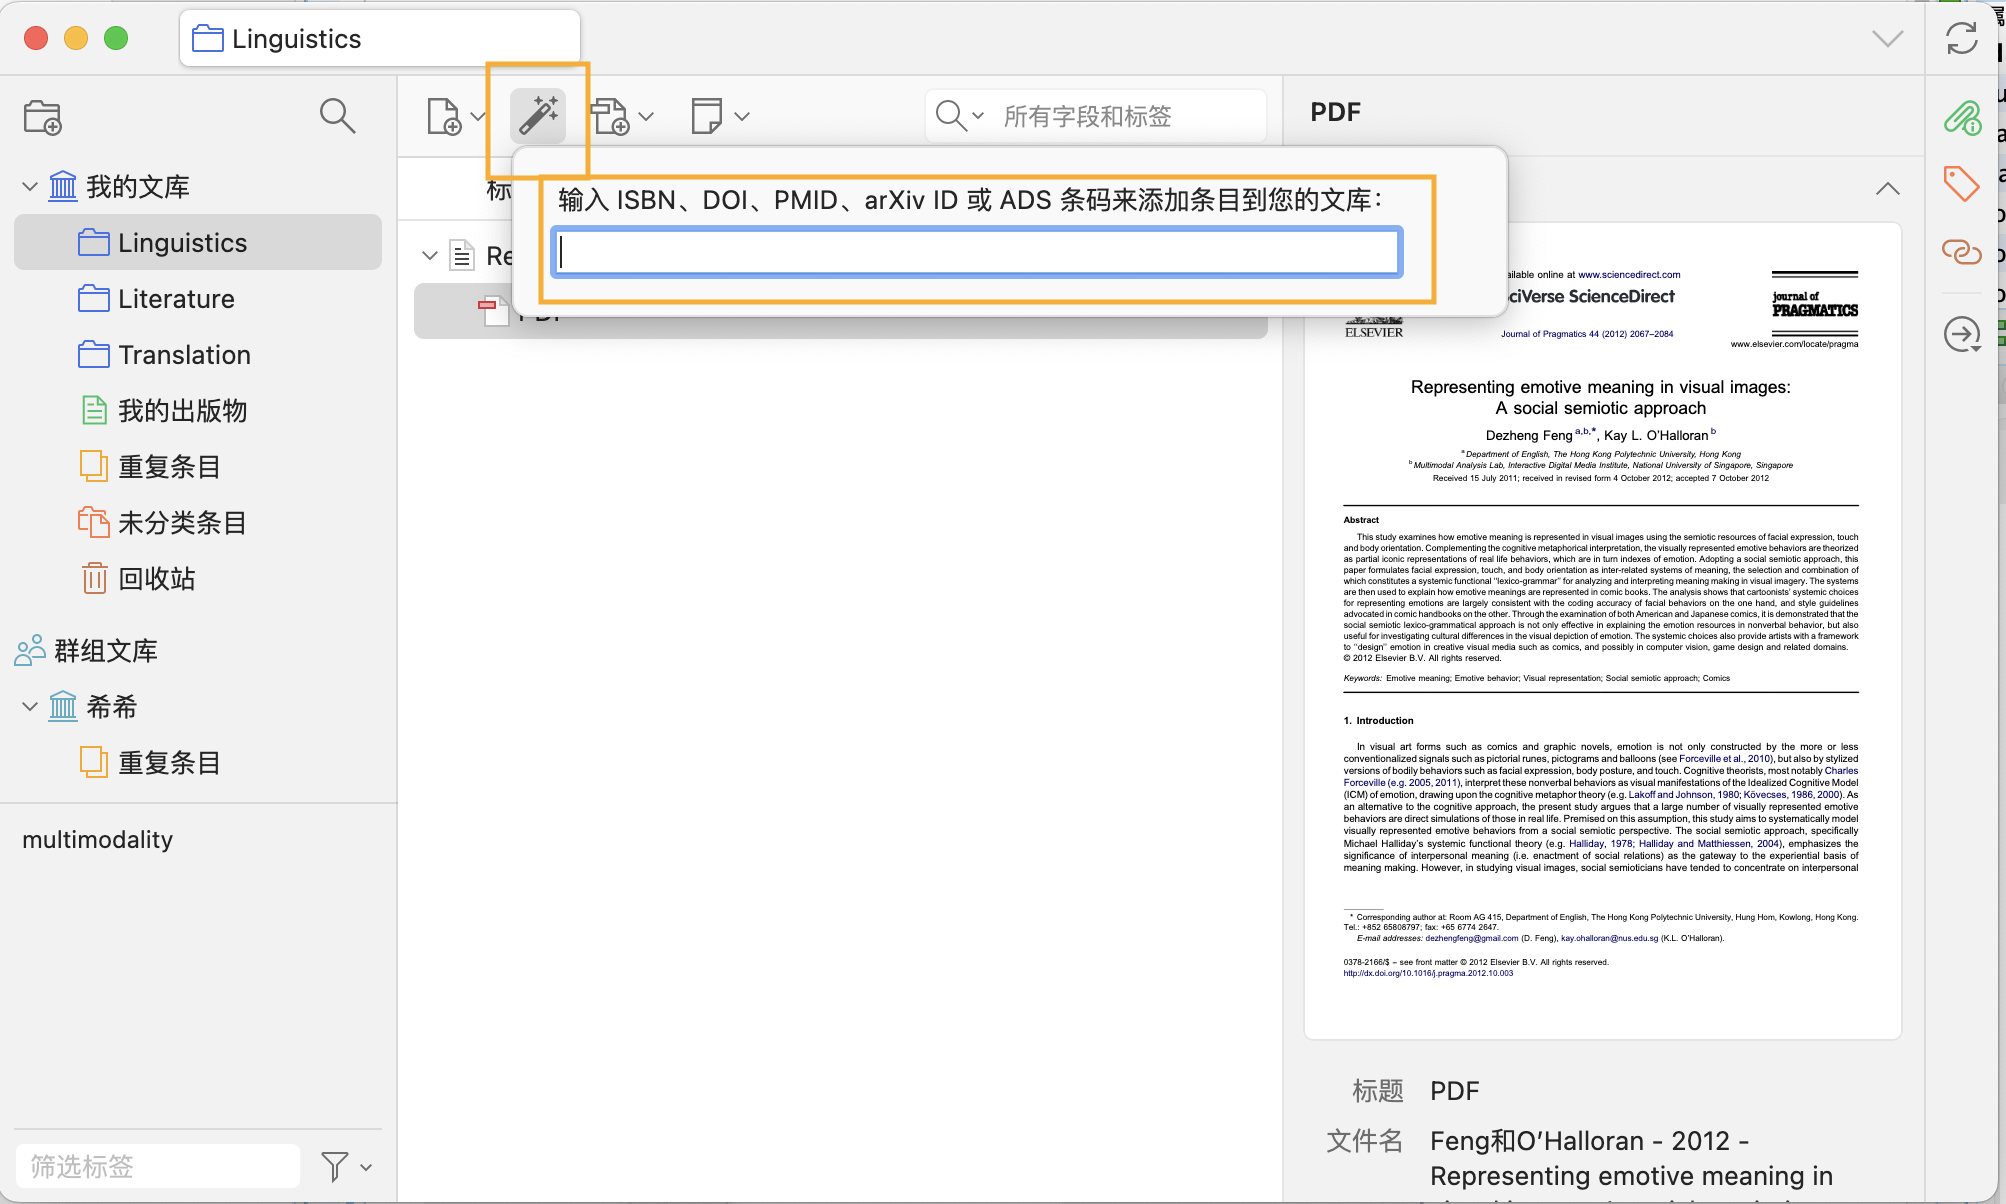 Linguistics
所有字段和标签
PDF
我的文库
Linguistics
Literature
Translation
我的出版物
重复条目
未分类条目
回收站
群组文库
希希
重复条目
multimodality
筛选标签
标
Re
PDF
输入 ISBN、DOI、PMID、arXiv ID 或 ADS 条码来添加条目到您的文库：
ilable online at www.sciencedirect.com
ciVerse ScienceDirect
journal of
PRAGMATICS
ELSEVIER
Journal of Pragmatics 44 (2012) 2067–2084
www.elsevier.com/locate/pragma
Representing emotive meaning in visual images:
A social semiotic approach
Dezheng Feng a,b,*, Kay L. O'Halloran b
a Department of English, The Hong Kong Polytechnic University, Hong Kong
b Multimodal Analysis Lab, Interactive Digital Media Institute, National University of Singapore, Singapore
Received 15 July 2011; received in revised form 4 October 2012; accepted 7 October 2012
Abstract
This study examines how emotive meaning is represented in visual images using the semiotic resources of facial expression, touch
and body orientation. Complementing the cognitive metaphorical interpretation, the visually represented emotive behaviors are theorized
as partial iconic representations of real life behaviors, which are in turn indexes of emotion. Adopting a social semiotic approach, this
paper formulates facial expression, touch, and body orientation as inter-related systems of meaning, the selection and combination of
which constitutes a systemic functional ''lexico-grammar'' for analyzing and interpreting meaning making in visual imagery. The systems
are then used to explain how emotive meanings are represented in comic books. The analysis shows that cartoonists' systemic choices
for representing emotions are largely consistent with the coding accuracy of facial behaviors on the one hand, and style guidelines
advocated in comic handbooks on the other. Through the examination of both American and Japanese comics, it is demonstrated that the
social semiotic lexico-grammatical approach is not only effective in explaining the emotion resources in nonverbal behavior, but also
useful for investigating cultural differences in the visual depiction of emotion. The systemic choices also provide artists with a framework
to ''design'' emotion in creative visual media such as comics, and possibly in computer vision, game design and related domains.
© 2012 Elsevier B.V. All rights reserved.
Keywords: Emotive meaning; Emotive behavior; Visual representation; Social semiotic approach; Comics
1. Introduction
In visual art forms such as comics and graphic novels, emotion is not only constructed by the more or less
conventionalized signals such as pictorial runes, pictograms and balloons (see Forceville et al., 2010), but also by stylized
versions of bodily behaviors such as facial expression, body posture, and touch. Cognitive theorists, most notably Charles
Forceville (e.g. 2005, 2011), interpret these nonverbal behaviors as visual manifestations of the Idealized Cognitive Model
(ICM) of emotion, drawing upon the cognitive metaphor theory (e.g. Lakoff and Johnson, 1980; Kövecses, 1986, 2000). As
an alternative to the cognitive approach, the present study argues that a large number of visually represented emotive
behaviors are direct simulations of those in real life. Premised on this assumption, this study aims to systematically model
visually represented emotive behaviors from a social semiotic perspective. The social semiotic approach, specifically
Michael Halliday's systemic functional theory (e.g. Halliday, 1978; Halliday and Matthiessen, 2004), emphasizes the
significance of interpersonal meaning (i.e. enactment of social relations) as the gateway to the experiential basis of
meaning making. However, in studying visual images, social semioticians have tended to concentrate on interpersonal
* Corresponding author at: Room AG 415, Department of English, The Hong Kong Polytechnic University, Hung Hom, Kowlong, Hong Kong.
Tel.: +852 65808797; fax: +65 6774 2647.
E-mail addresses: dezhengfeng@gmail.com (D. Feng), kay.ohalloran@nus.edu.sg (K.L. O'Halloran).
0378-2166/$ – see front matter © 2012 Elsevier B.V. All rights reserved.
http://dx.doi.org/10.1016/j.pragma.2012.10.003
标题 PDF
文件名 Feng和O'Halloran - 2012 -
Representing emotive meaning in